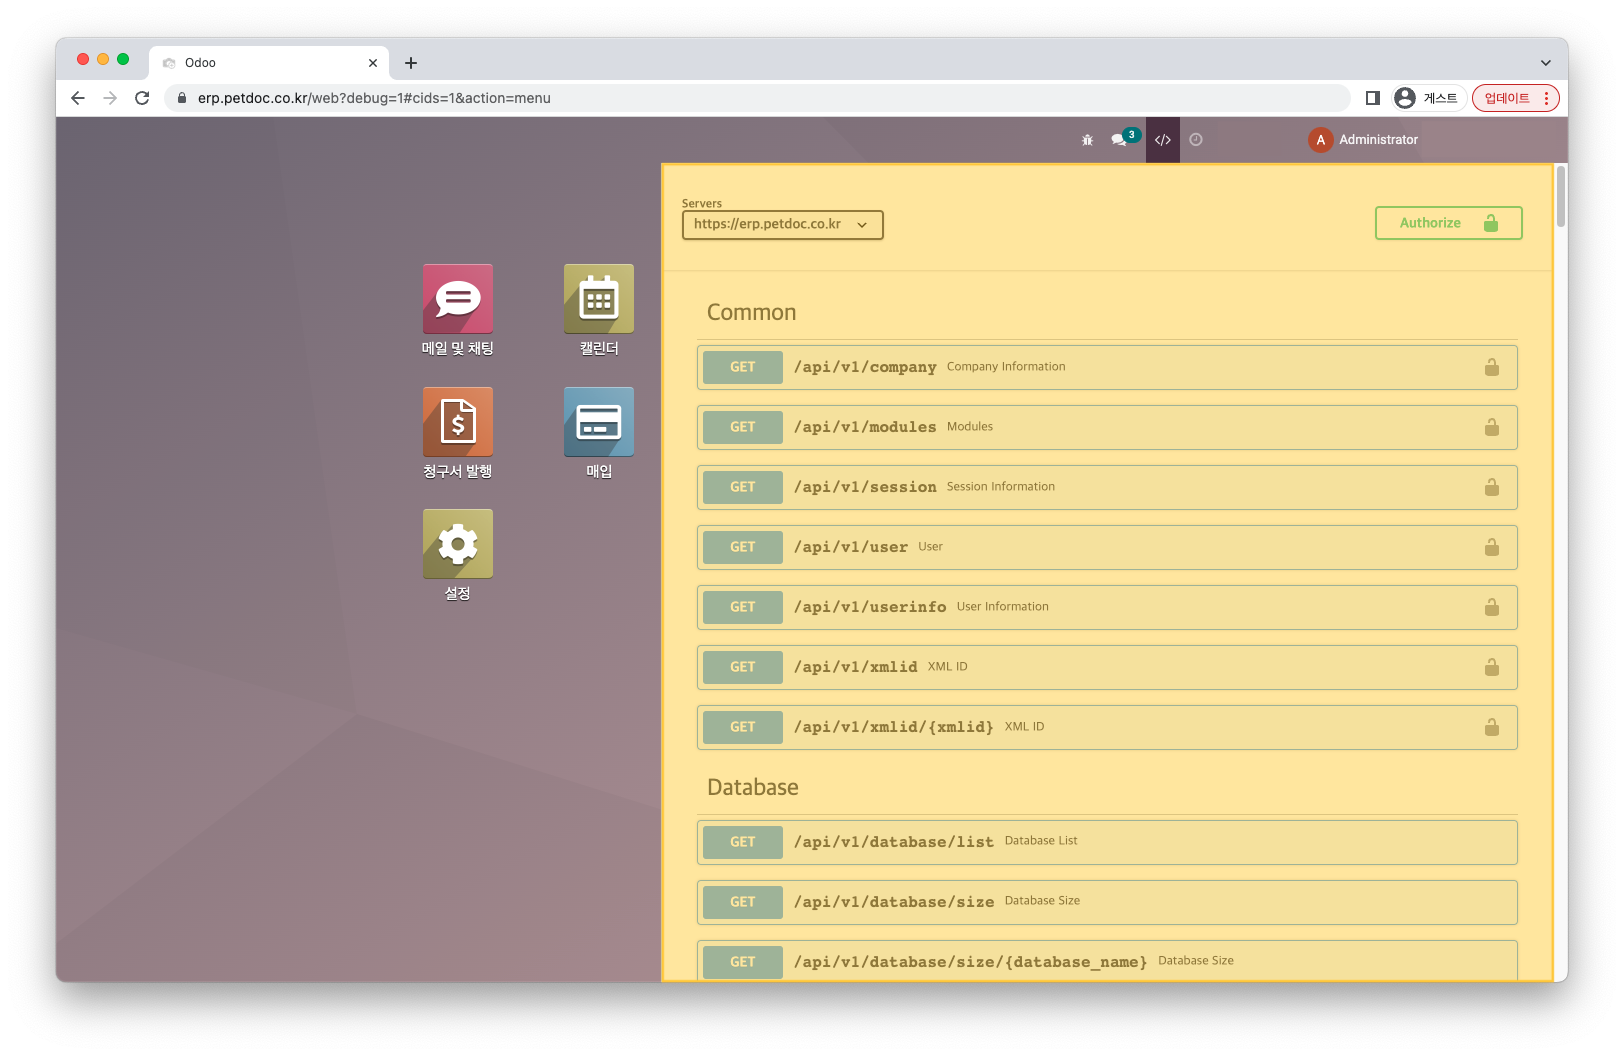 Odoo
erp.petdoc.co.kr/web?debug=1#cids=1&action=menu
게스트
업데이트
3
</>
A
Administrator
메일 및 채팅
캘린더
청구서 발행
$
매입
설정
Servers
https://erp.petdoc.co.kr
Authorize
Common
GET /api/v1/company Company Information
GET /api/v1/modules Modules
GET /api/v1/session Session Information
GET /api/v1/user User
GET /api/v1/userinfo User Information
GET /api/v1/xmlid XML ID
GET /api/v1/xmlid/{xmlid} XML ID
Database
GET /api/v1/database/list Database List
GET /api/v1/database/size Database Size
GET /api/v1/database/size/{database_name} Database Size